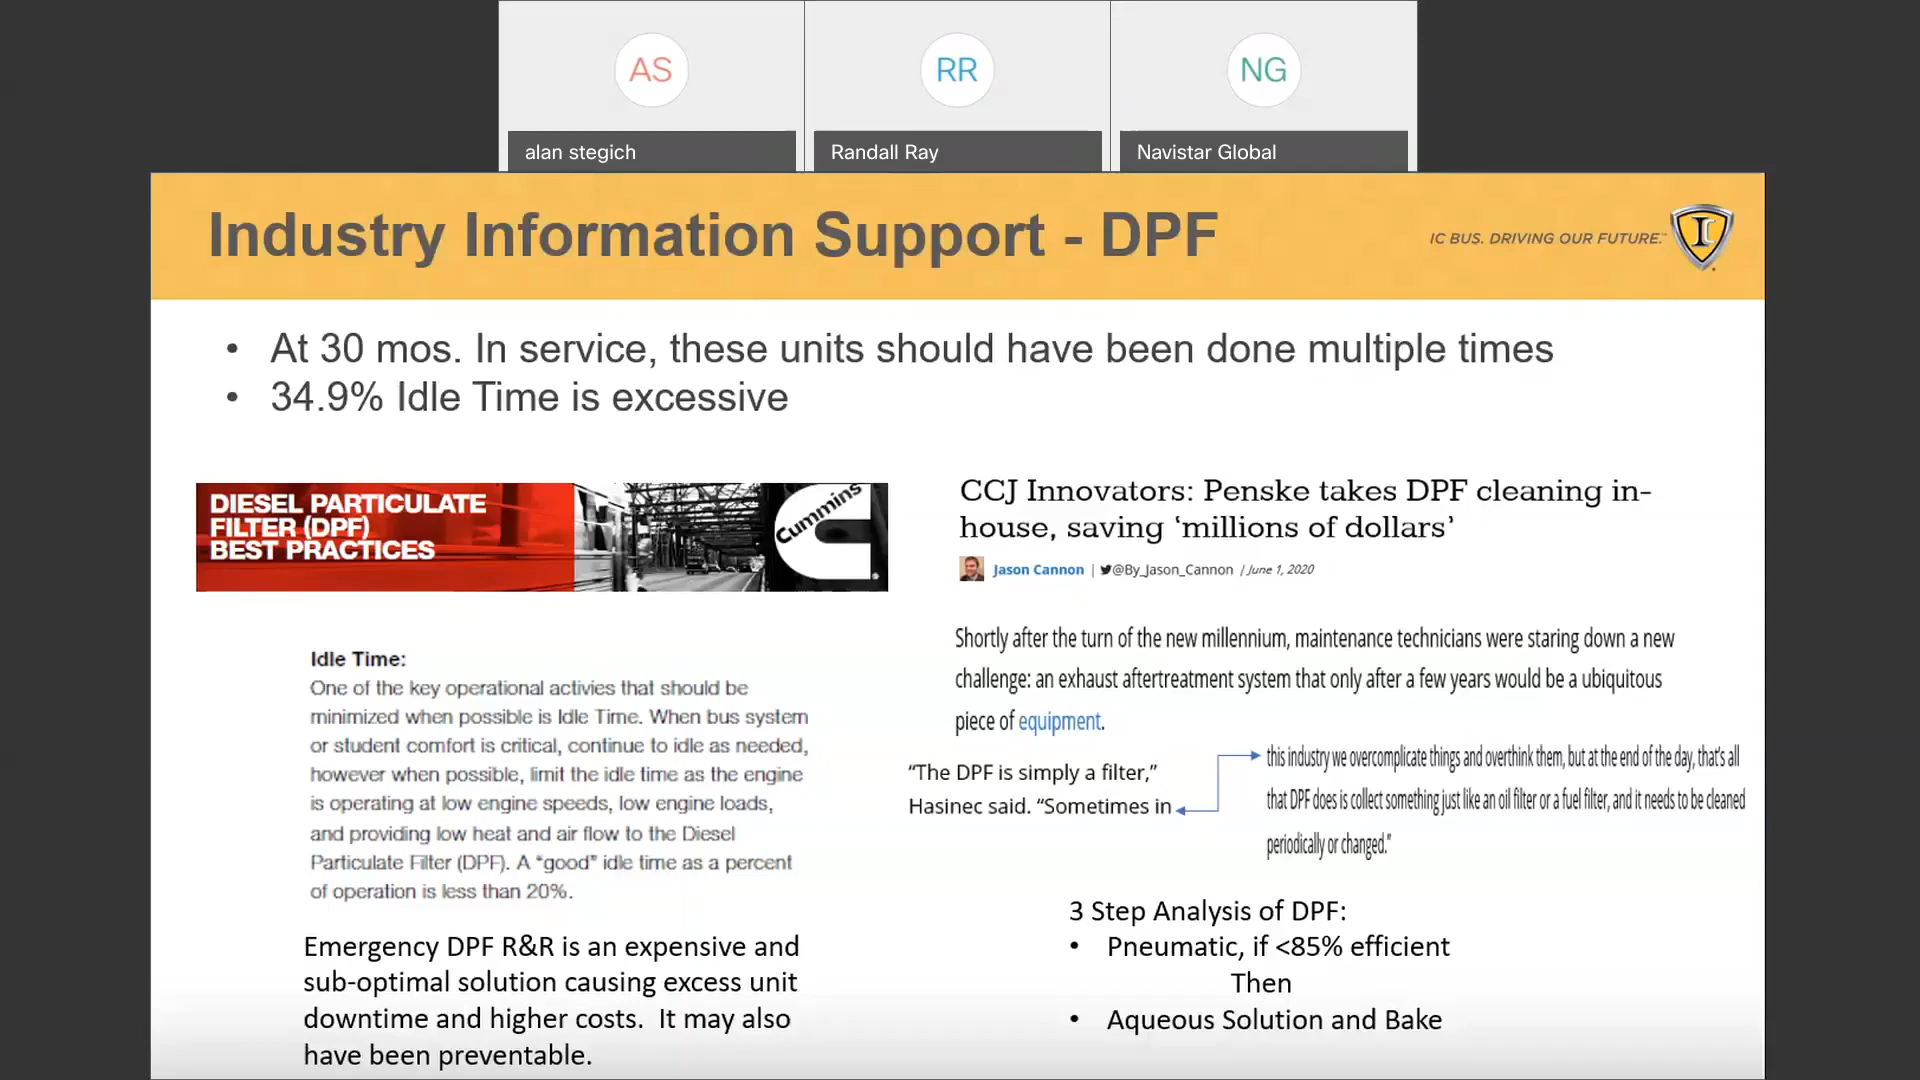 AS
RR
NG
alan stegich
Randall Ray
Navistar Global
Industry Information Support - DPF
IC BUS. DRIVING OUR FUTURE.™
• At 30 mos. In service, these units should have been done multiple times
• 34.9% Idle Time is excessive
DIESEL PARTICULATE
FILTER (DPF)
BEST PRACTICES
Cummins
Idle Time:
One of the key operational activies that should be
minimized when possible is Idle Time. When bus system
or student comfort is critical, continue to idle as needed,
however when possible, limit the idle time as the engine
is operating at low engine speeds, low engine loads,
and providing low heat and air flow to the Diesel
Particulate Filter (DPF). A “good” idle time as a percent
of operation is less than 20%.
Emergency DPF R&R is an expensive and
sub-optimal solution causing excess unit
downtime and higher costs. It may also
have been preventable.
CCJ Innovators: Penske takes DPF cleaning in-
house, saving ‘millions of dollars’
Jason Cannon | @By_Jason_Cannon / June 1, 2020
Shortly after the turn of the new millennium, maintenance technicians were staring down a new
challenge: an exhaust aftertreatment system that only after a few years would be a ubiquitous
piece of equipment.
“The DPF is simply a filter,”
Hasinec said. “Sometimes in
this industry we overcomplicate things and overthink them, but at the end of the day, that's all
that DPF does is collect something just like an oil filter or a fuel filter, and it needs to be cleaned
periodically or changed.”
3 Step Analysis of DPF:
• Pneumatic, if <85% efficient
Then
• Aqueous Solution and Bake